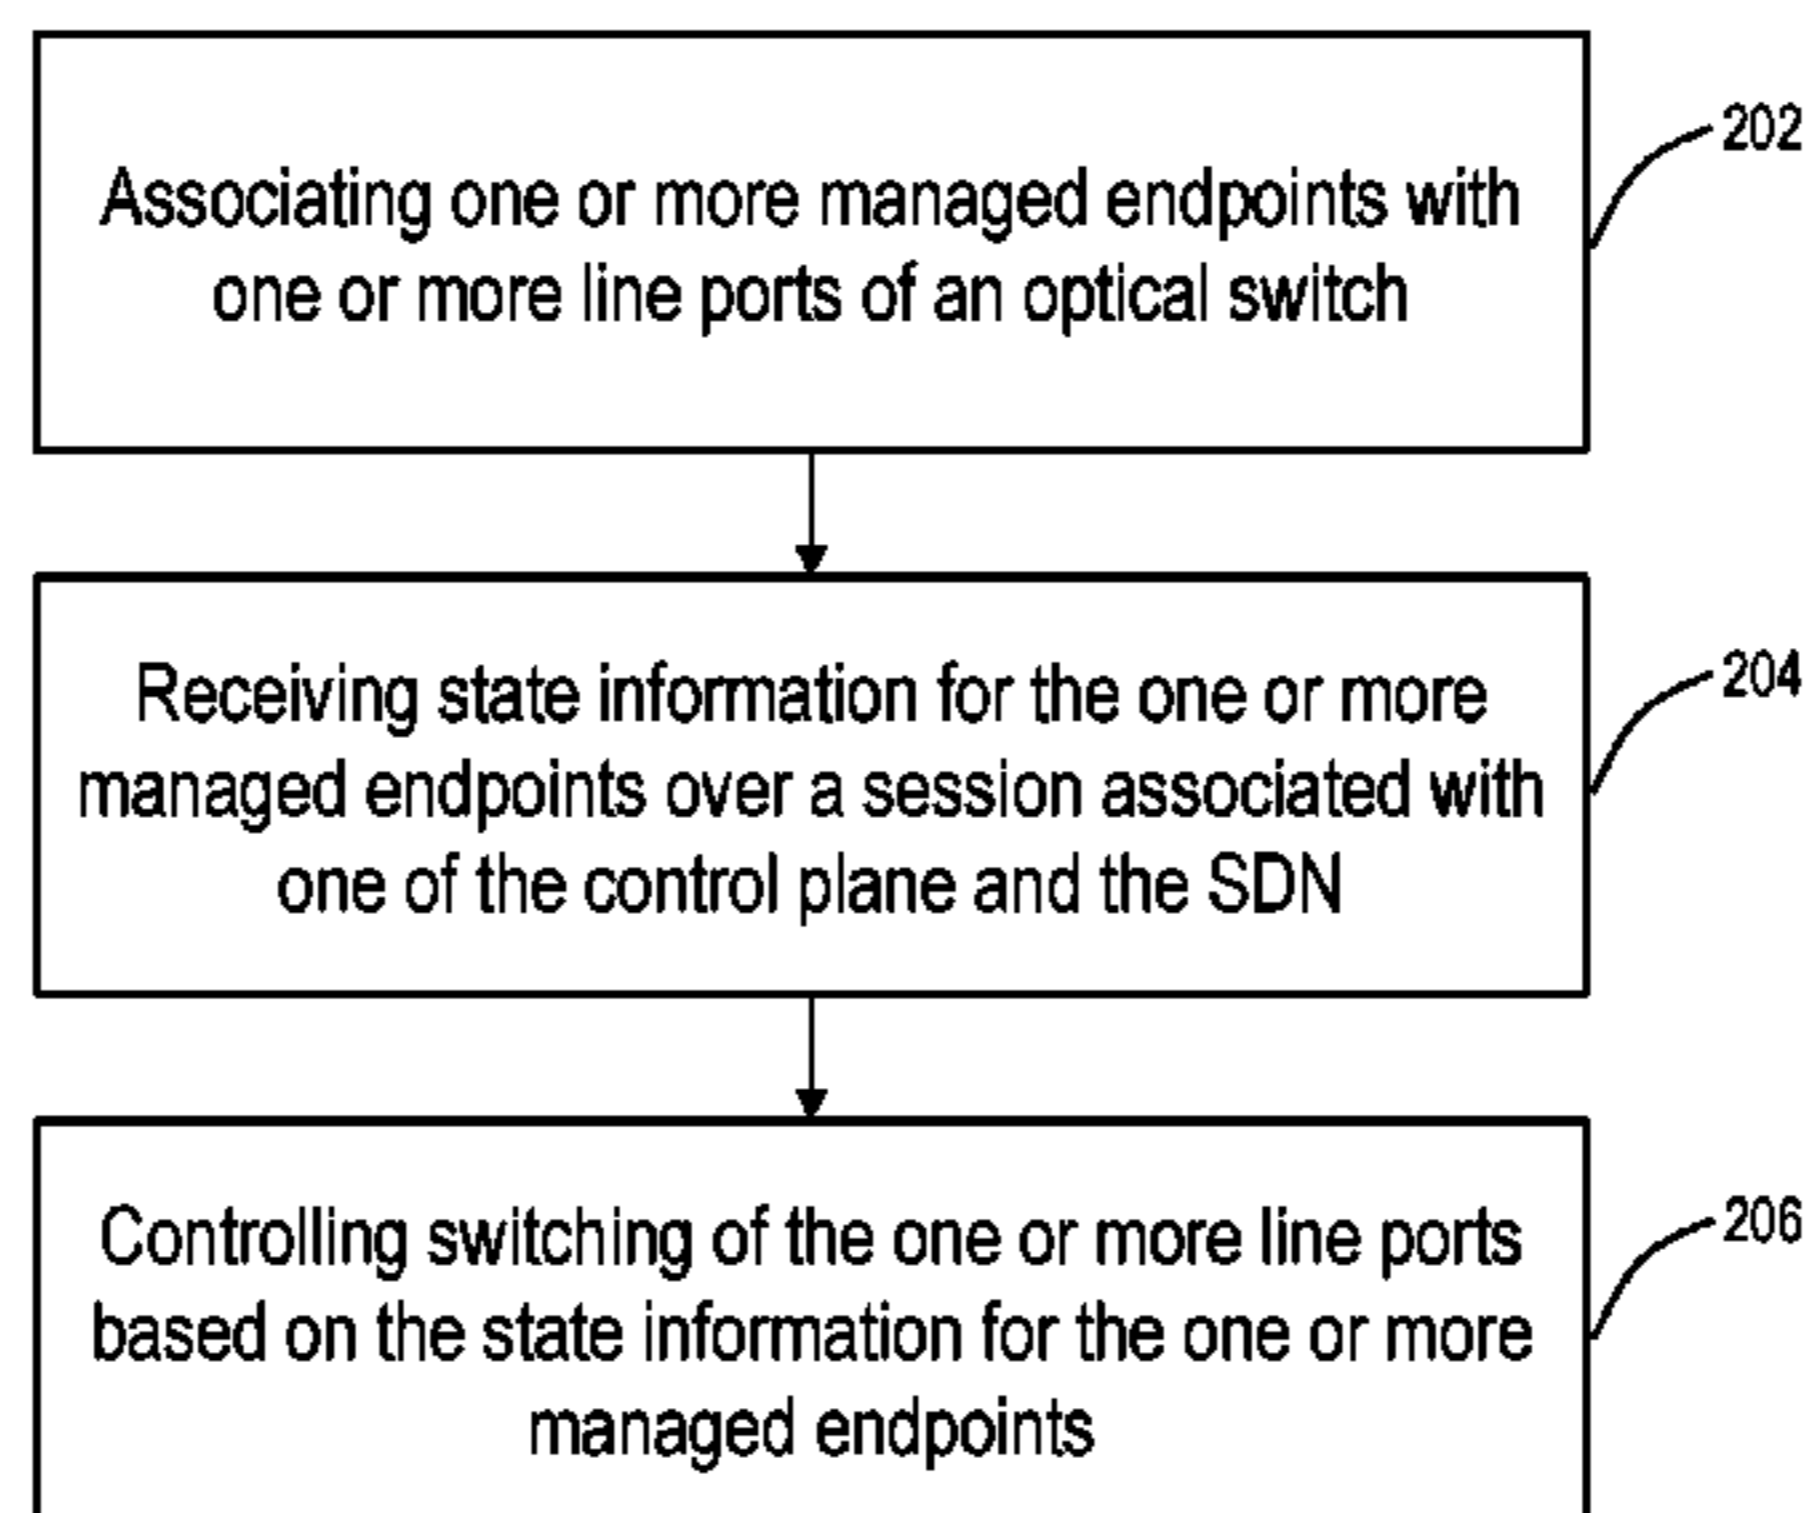 Associating one or more managed endpoints with
one or more line ports of an optical switch
202
Receiving state information for the one or more
managed endpoints over a session associated with
one of the control plane and the SDN
204
Controlling switching of the one or more line ports
based on the state information for the one or more
managed endpoints
206